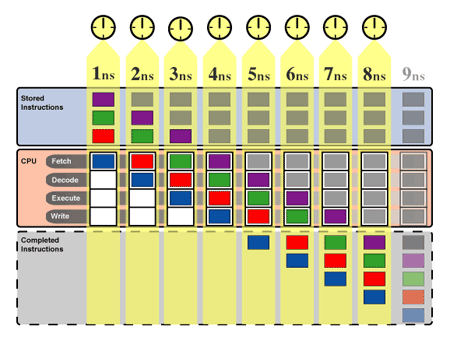 1ns 2ns 3ns 4ns 5ns 6ns 7ns 8ns 9ns
Stored
Instructions
CPU
Fetch
Decode
Execute
Write
Completed
Instructions